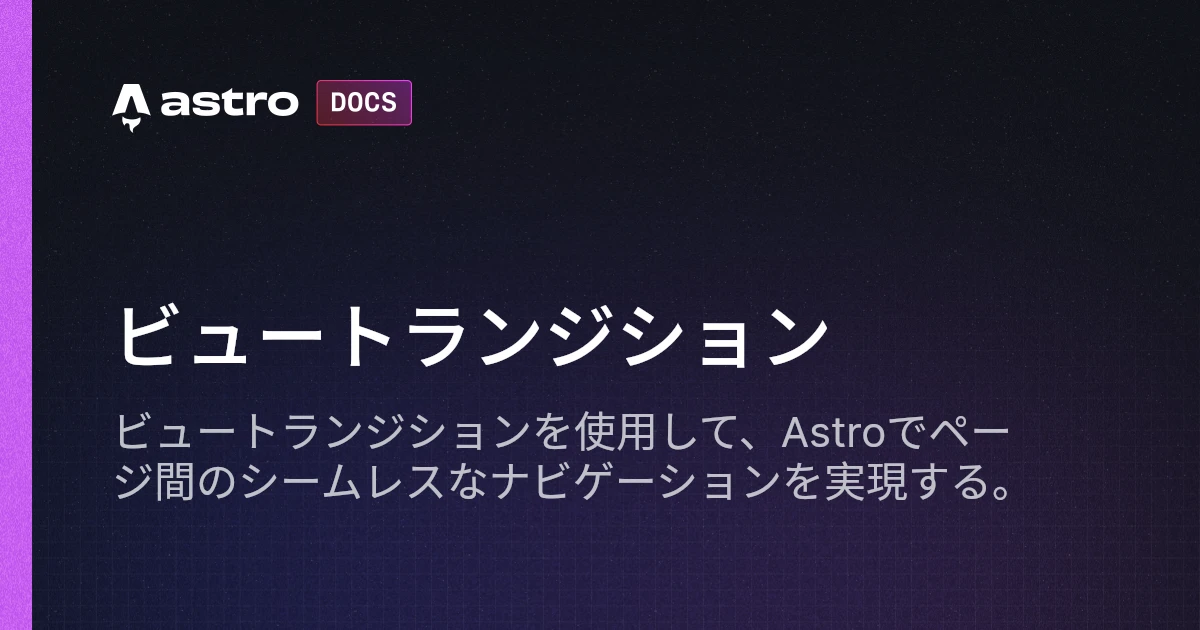 astro DOCS
ビュートランジション
ビュートランジションを使用して、Astroでペー
ジ間のシームレスなナビゲーションを実現する。